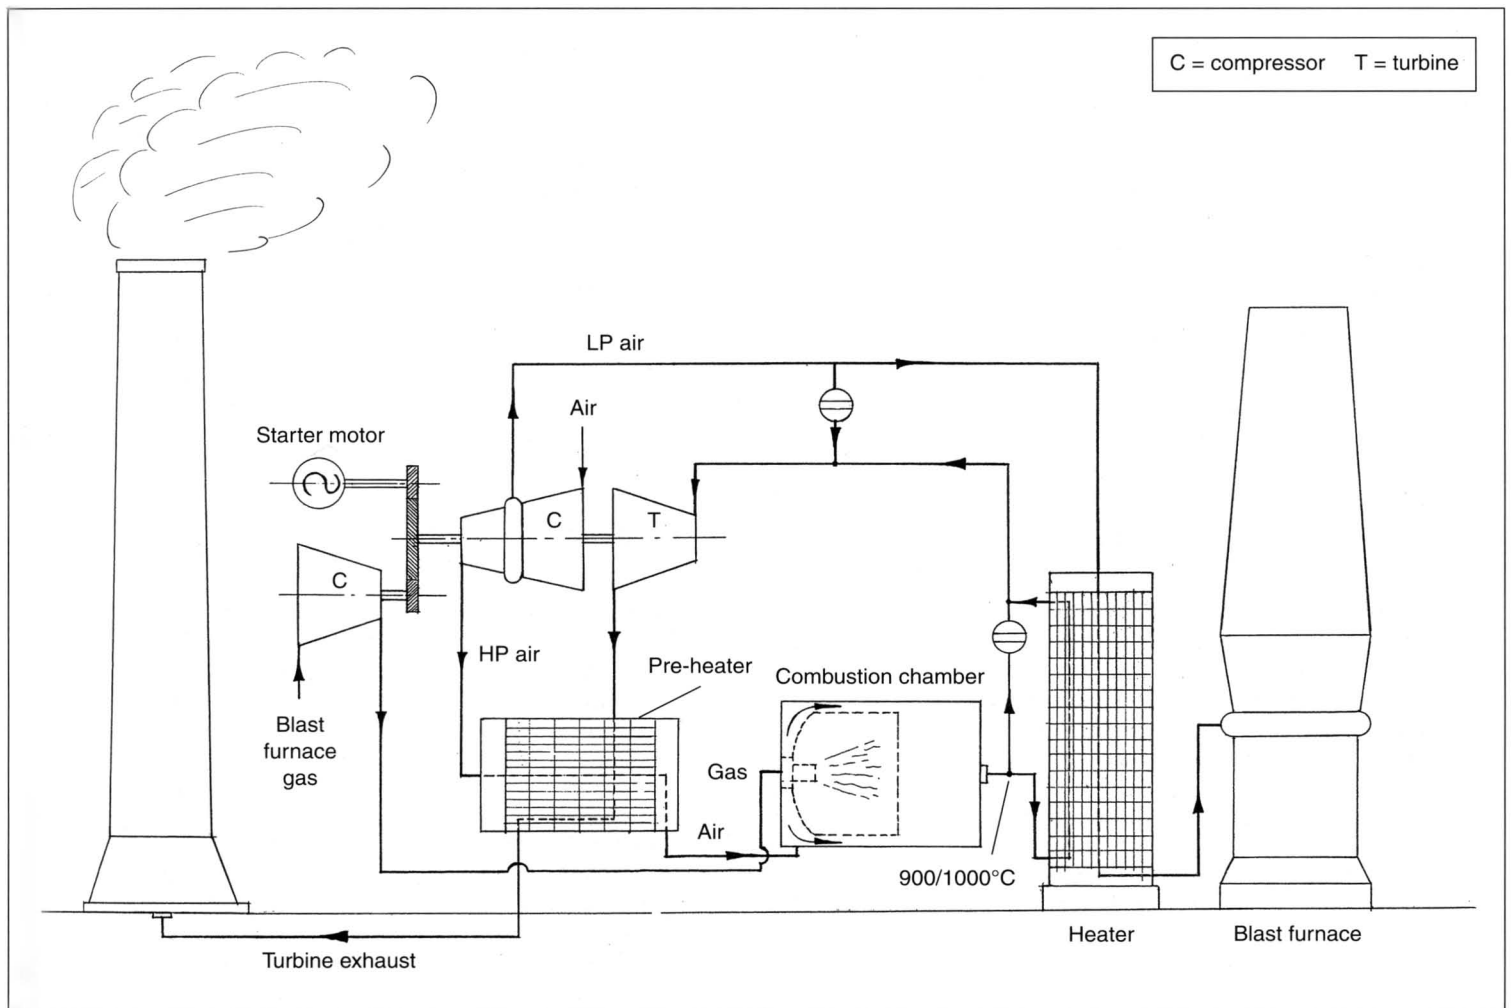 C = compressor T = turbine
LP air
Air
Starter motor
C
T
C
HP air
Pre-heater
Combustion chamber
Blast
furnace
gas
Gas
Air
900/1000°C
Heater
Blast furnace
Turbine exhaust